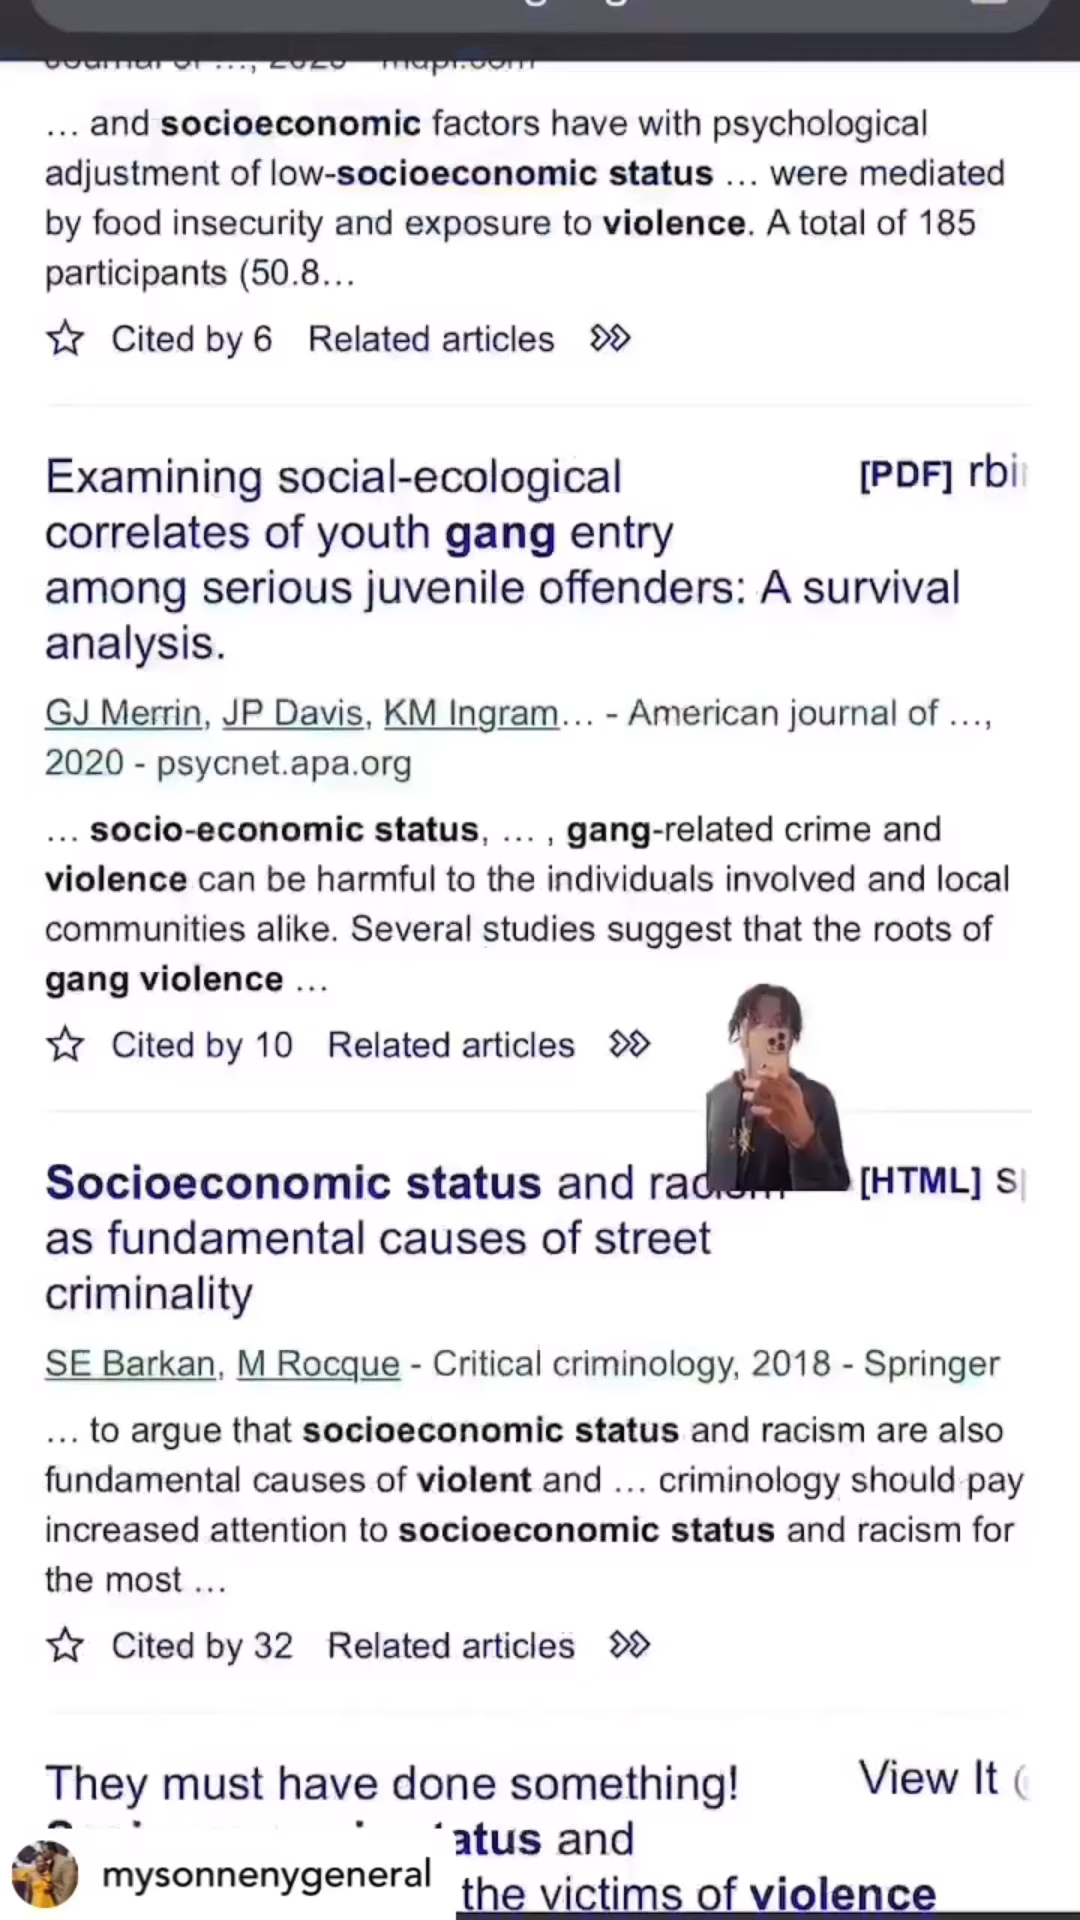 … and socioeconomic factors have with psychological
adjustment of low-socioeconomic status … were mediated
by food insecurity and exposure to violence. A total of 185
participants (50.8…
Cited by 6 Related articles
Examining social-ecological [PDF] rbi
correlates of youth gang entry
among serious juvenile offenders: A survival
analysis.
GJ Merrin, JP Davis, KM Ingram… - American journal of …,
2020 - psycnet.apa.org
… socio-economic status, … , gang-related crime and
violence can be harmful to the individuals involved and local
communities alike. Several studies suggest that the roots of
gang violence …
Cited by 10 Related articles
Socioeconomic status and racism [HTML] S
as fundamental causes of street
criminality
SE Barkan, M Rocque - Critical criminology, 2018 - Springer
… to argue that socioeconomic status and racism are also
fundamental causes of violent and … criminology should pay
increased attention to socioeconomic status and racism for
the most …
Cited by 32 Related articles
They must have done something! View It
atus and
mysonnenygeneral
the victims of violence